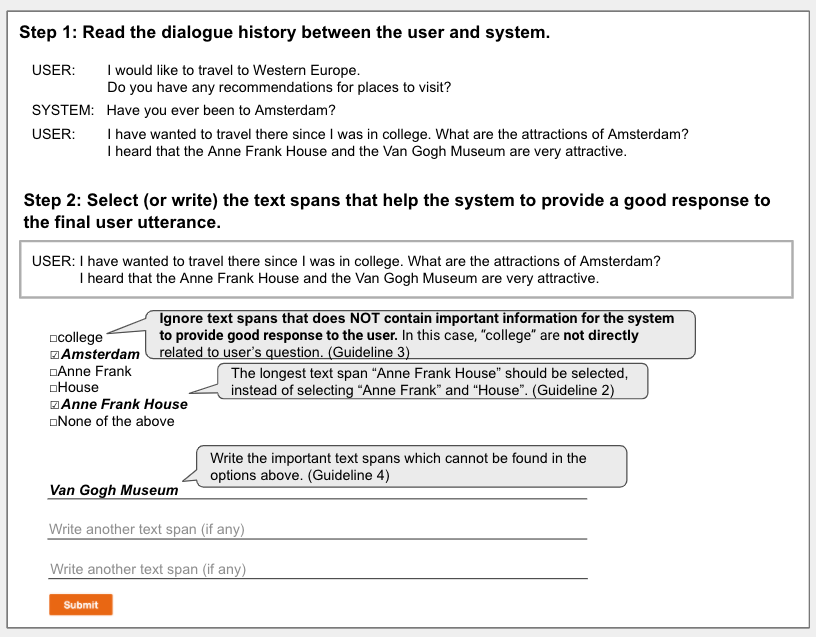 Step 1: Read the dialogue history between the user and system.
USER: I would like to travel to Western Europe.
Do you have any recommendations for places to visit?
SYSTEM: Have you ever been to Amsterdam?
USER: I have wanted to travel there since I was in college. What are the attractions of Amsterdam?
I heard that the Anne Frank House and the Van Gogh Museum are very attractive.
Step 2: Select (or write) the text spans that help the system to provide a good response to
the final user utterance.
USER: I have wanted to travel there since I was in college. What are the attractions of Amsterdam?
I heard that the Anne Frank House and the Van Gogh Museum are very attractive.
Ignore text spans that does NOT contain important information for the system
to provide good response to the user. In this case, “college” are not directly
related to user’s question. (Guideline 3)
☐college
☑Amsterdam
☐Anne Frank
☐House
☑Anne Frank House
☐None of the above
The longest text span “Anne Frank House” should be selected,
instead of selecting “Anne Frank” and “House”. (Guideline 2)
Write the important text spans which cannot be found in the
options above. (Guideline 4)
Van Gogh Museum
Write another text span (if any)
Write another text span (if any)
Submit